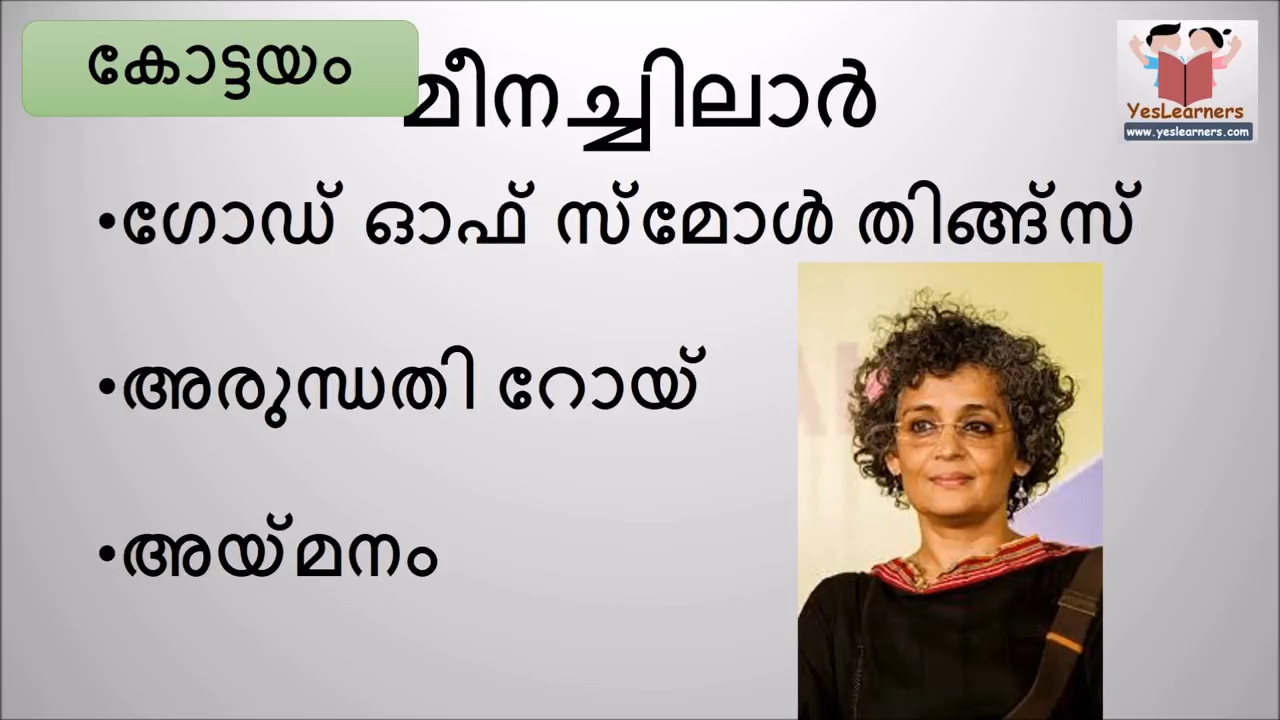 കോട്ടയം
മീനച്ചിലാർ
YesLearners
www.yeslearners.com
•ഗോഡ് ഓഫ് സ്മോൾ തിങ്ങ്സ്
•അരുന്ധതി റോയ്
•അയ്മനം